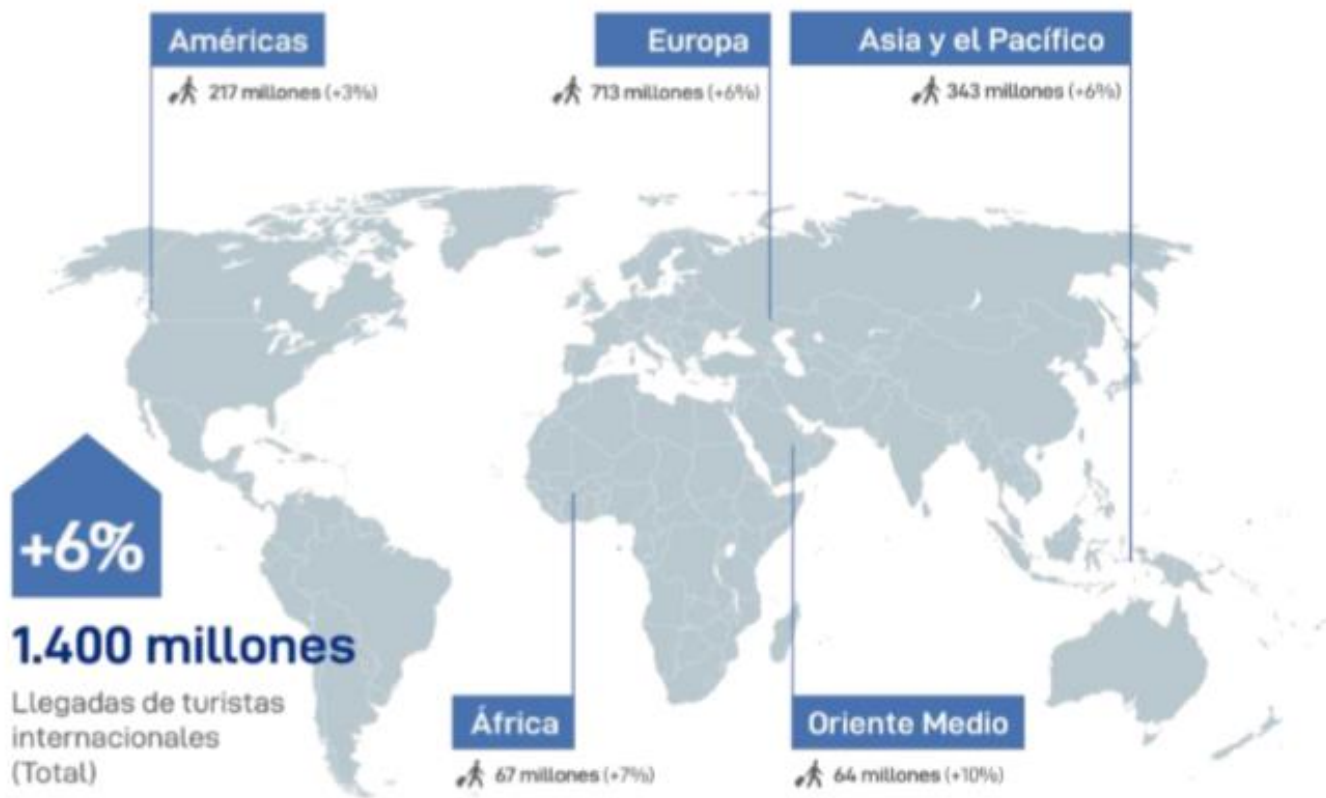 Américas
217 millones (+3%)
Europa
713 millones (+6%)
Asia y el Pacífico
343 millones (+6%)
+6%
1.400 millones
Llegadas de turistas
internacionales
(Total)
África
67 millones (+7%)
Oriente Medio
64 millones (+10%)